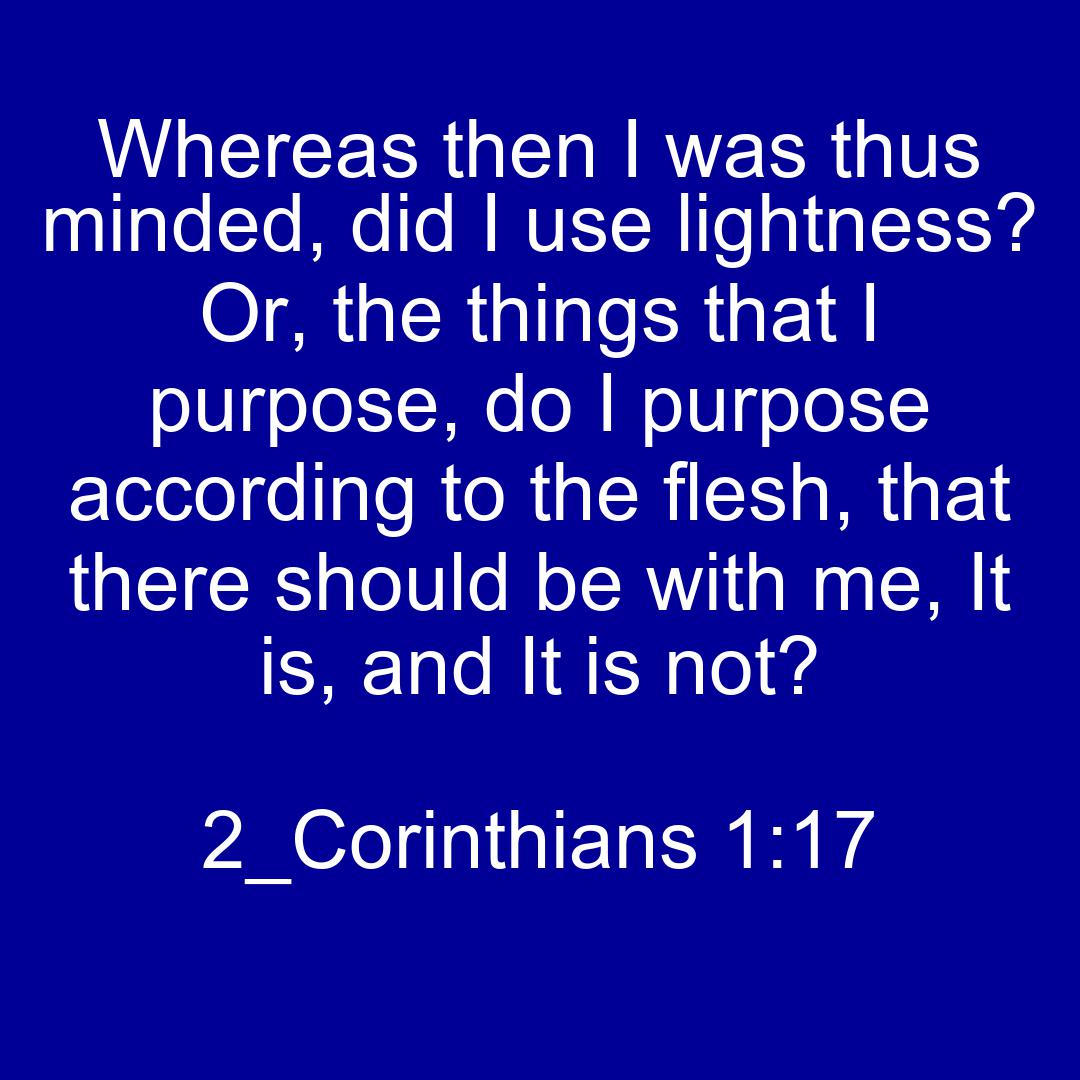 Whereas then I was thus
minded, did I use lightness?
Or, the things that I
purpose, do I purpose
according to the flesh, that
there should be with me, It
is, and It is not?
2_Corinthians 1:17